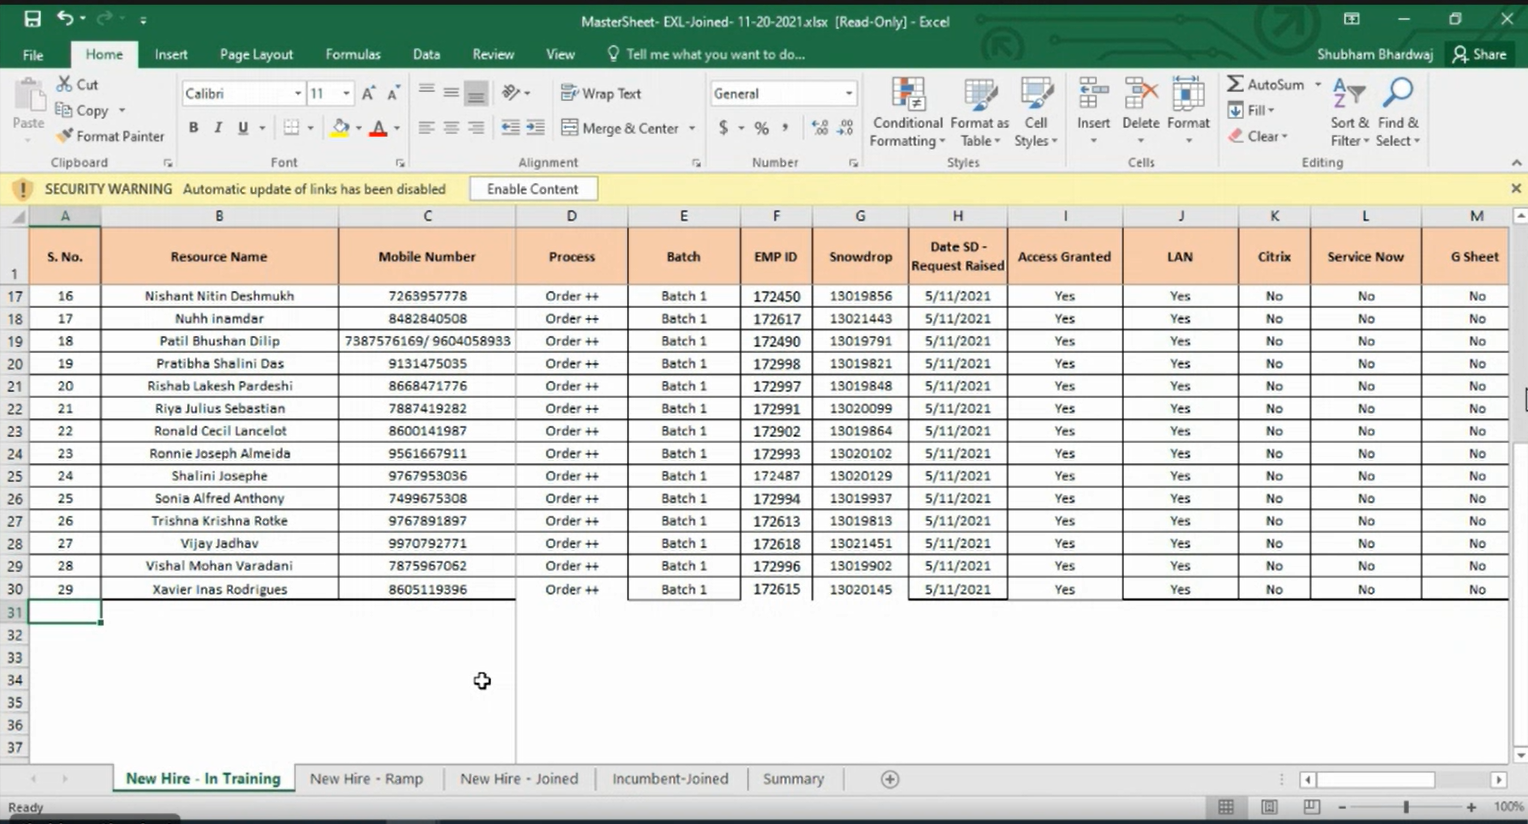 MasterSheet- EXL-Joined- 11-20-2021.xlsx [Read-Only] - Excel
File Home Insert Page Layout Formulas Data Review View Tell me what you want to do... Shubham Bhardwaj Share
Cut
Copy
Format Painter
Paste
Clipboard
Calibri 11
B I U
Font
Wrap Text
Merge & Center
Alignment
General
$ % ,
Number
Conditional Formatting
Format as Table
Cell Styles
Styles
Insert Delete Format
Cells
AutoSum
Fill
Clear
Sort & Filter
Find & Select
Editing
SECURITY WARNING Automatic update of links has been disabled Enable Content
A B C D E F G H I J K L M
1 S. No. Resource Name Mobile Number Process Batch EMP ID Snowdrop Date SD - Request Raised Access Granted LAN Citrix Service Now G Sheet
17 16 Nishant Nitin Deshmukh 7263957778 Order ++ Batch 1 172450 13019856 5/11/2021 Yes Yes No No No
18 17 Nuhh inamdar 8482840508 Order ++ Batch 1 172617 13021443 5/11/2021 Yes Yes No No No
19 18 Patil Bhushan Dilip 7387576169/ 9604058933 Order ++ Batch 1 172490 13019791 5/11/2021 Yes Yes No No No
20 19 Pratibha Shalini Das 9131475035 Order ++ Batch 1 172998 13019821 5/11/2021 Yes Yes No No No
21 20 Rishab Lakesh Pardeshi 8668471776 Order ++ Batch 1 172997 13019848 5/11/2021 Yes Yes No No No
22 21 Riya Julius Sebastian 7887419282 Order ++ Batch 1 172991 13020099 5/11/2021 Yes Yes No No No
23 22 Ronald Cecil Lancelot 8600141987 Order ++ Batch 1 172902 13019864 5/11/2021 Yes Yes No No No
24 23 Ronnie Joseph Almeida 9561667911 Order ++ Batch 1 172993 13020102 5/11/2021 Yes Yes No No No
25 24 Shalini Josephe 9767953036 Order ++ Batch 1 172487 13020129 5/11/2021 Yes Yes No No No
26 25 Sonia Alfred Anthony 7499675308 Order ++ Batch 1 172994 13019937 5/11/2021 Yes Yes No No No
27 26 Trishna Krishna Rotke 9767891897 Order ++ Batch 1 172613 13019813 5/11/2021 Yes Yes No No No
28 27 Vijay Jadhav 9970792771 Order ++ Batch 1 172618 13021451 5/11/2021 Yes Yes No No No
29 28 Vishal Mohan Varadani 7875967062 Order ++ Batch 1 172996 13019902 5/11/2021 Yes Yes No No No
30 29 Xavier Inas Rodrigues 8605119396 Order ++ Batch 1 172615 13020145 5/11/2021 Yes Yes No No No
31
32
33
34
35
36
37
New Hire - In Training New Hire - Ramp New Hire - Joined Incumbent-Joined Summary
Ready 100%